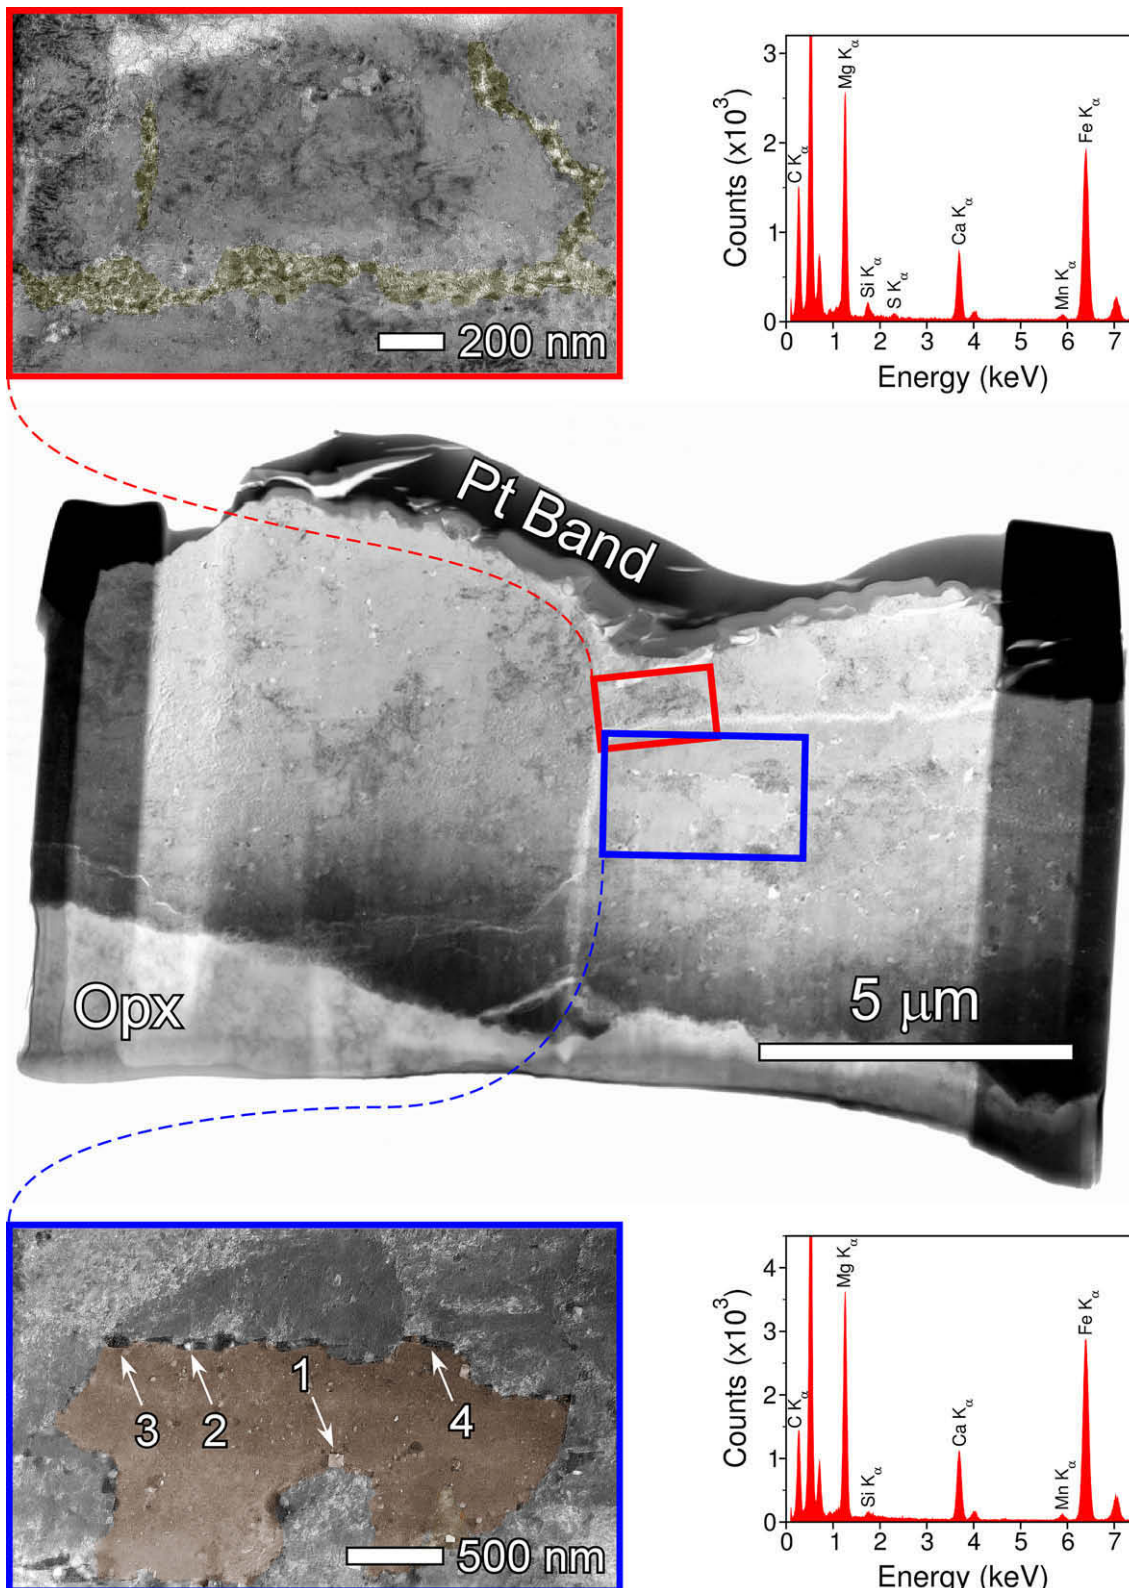 200 nm
Counts (x10³)
3
2
1
0
C Kα
Mg Kα
Si Kα
S Kα
Ca Kα
Mn Kα
Fe Kα
0 1 2 3 4 5 6 7
Energy (keV)
Pt Band
Opx
5 µm
1
2
3
4
500 nm
Counts (x10³)
4
3
2
1
0
C Kα
Mg Kα
Si Kα
Ca Kα
Mn Kα
Fe Kα
0 1 2 3 4 5 6 7
Energy (keV)